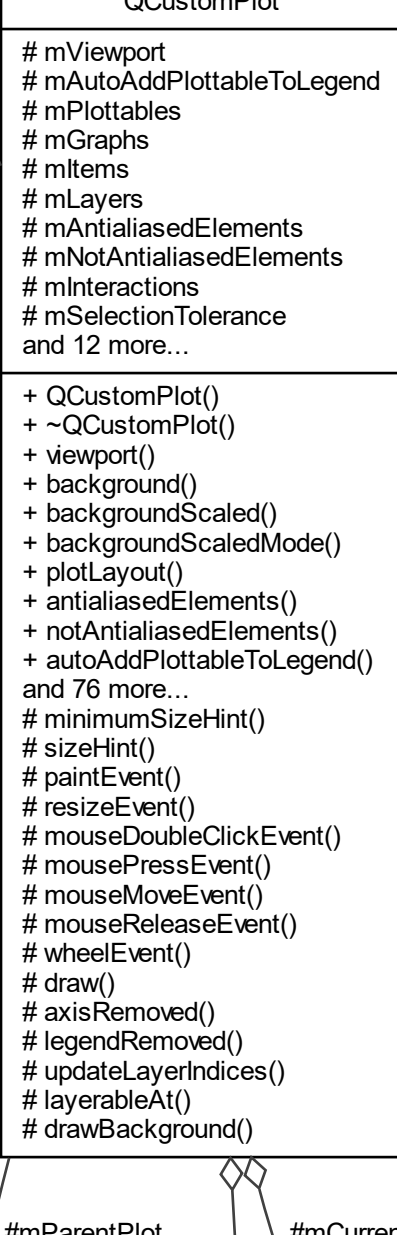 QCustomPlot
# mViewport
# mAutoAddPlottableToLegend
# mPlottables
# mGraphs
# mItems
# mLayers
# mAntialiasedElements
# mNotAntialiasedElements
# mInteractions
# mSelectionTolerance
and 12 more...
+ QCustomPlot()
+ ~QCustomPlot()
+ viewport()
+ background()
+ backgroundScaled()
+ backgroundScaledMode()
+ plotLayout()
+ antialiasedElements()
+ notAntialiasedElements()
+ autoAddPlottableToLegend()
and 76 more...
# minimumSizeHint()
# sizeHint()
# paintEvent()
# resizeEvent()
# mouseDoubleClickEvent()
# mousePressEvent()
# mouseMoveEvent()
# mouseReleaseEvent()
# wheelEvent()
# draw()
# axisRemoved()
# legendRemoved()
# updateLayerIndices()
# layerableAt()
# drawBackground()
#mParentPlot #mCurren